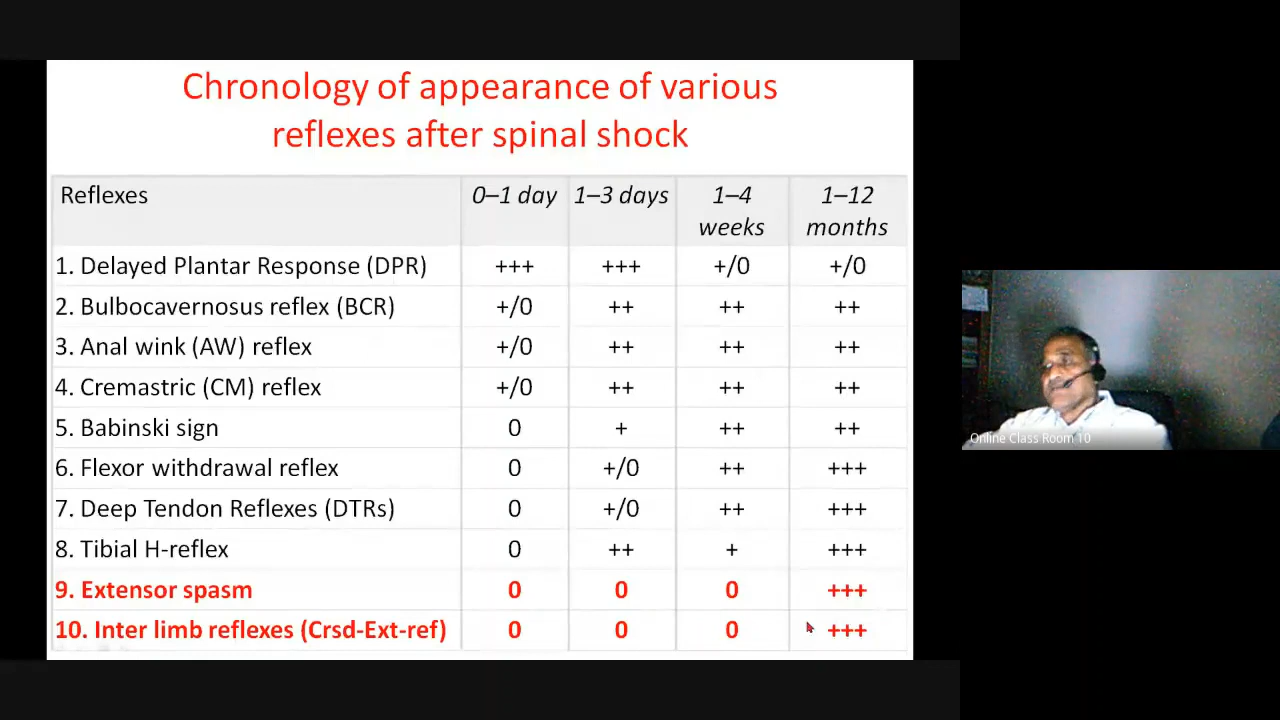 Chronology of appearance of various
reflexes after spinal shock
Reflexes 0–1 day 1–3 days 1–4 weeks 1–12 months
1. Delayed Plantar Response (DPR) +++ +++ +/0 +/0
2. Bulbocavernosus reflex (BCR) +/0 ++ ++ ++
3. Anal wink (AW) reflex +/0 ++ ++ ++
4. Cremastric (CM) reflex +/0 ++ ++ ++
5. Babinski sign 0 + ++ ++
6. Flexor withdrawal reflex 0 +/0 ++ +++
7. Deep Tendon Reflexes (DTRs) 0 +/0 ++ +++
8. Tibial H-reflex 0 ++ + +++
9. Extensor spasm 0 0 0 +++
10. Inter limb reflexes (Crsd-Ext-ref) 0 0 0 +++
Online Class Room 10